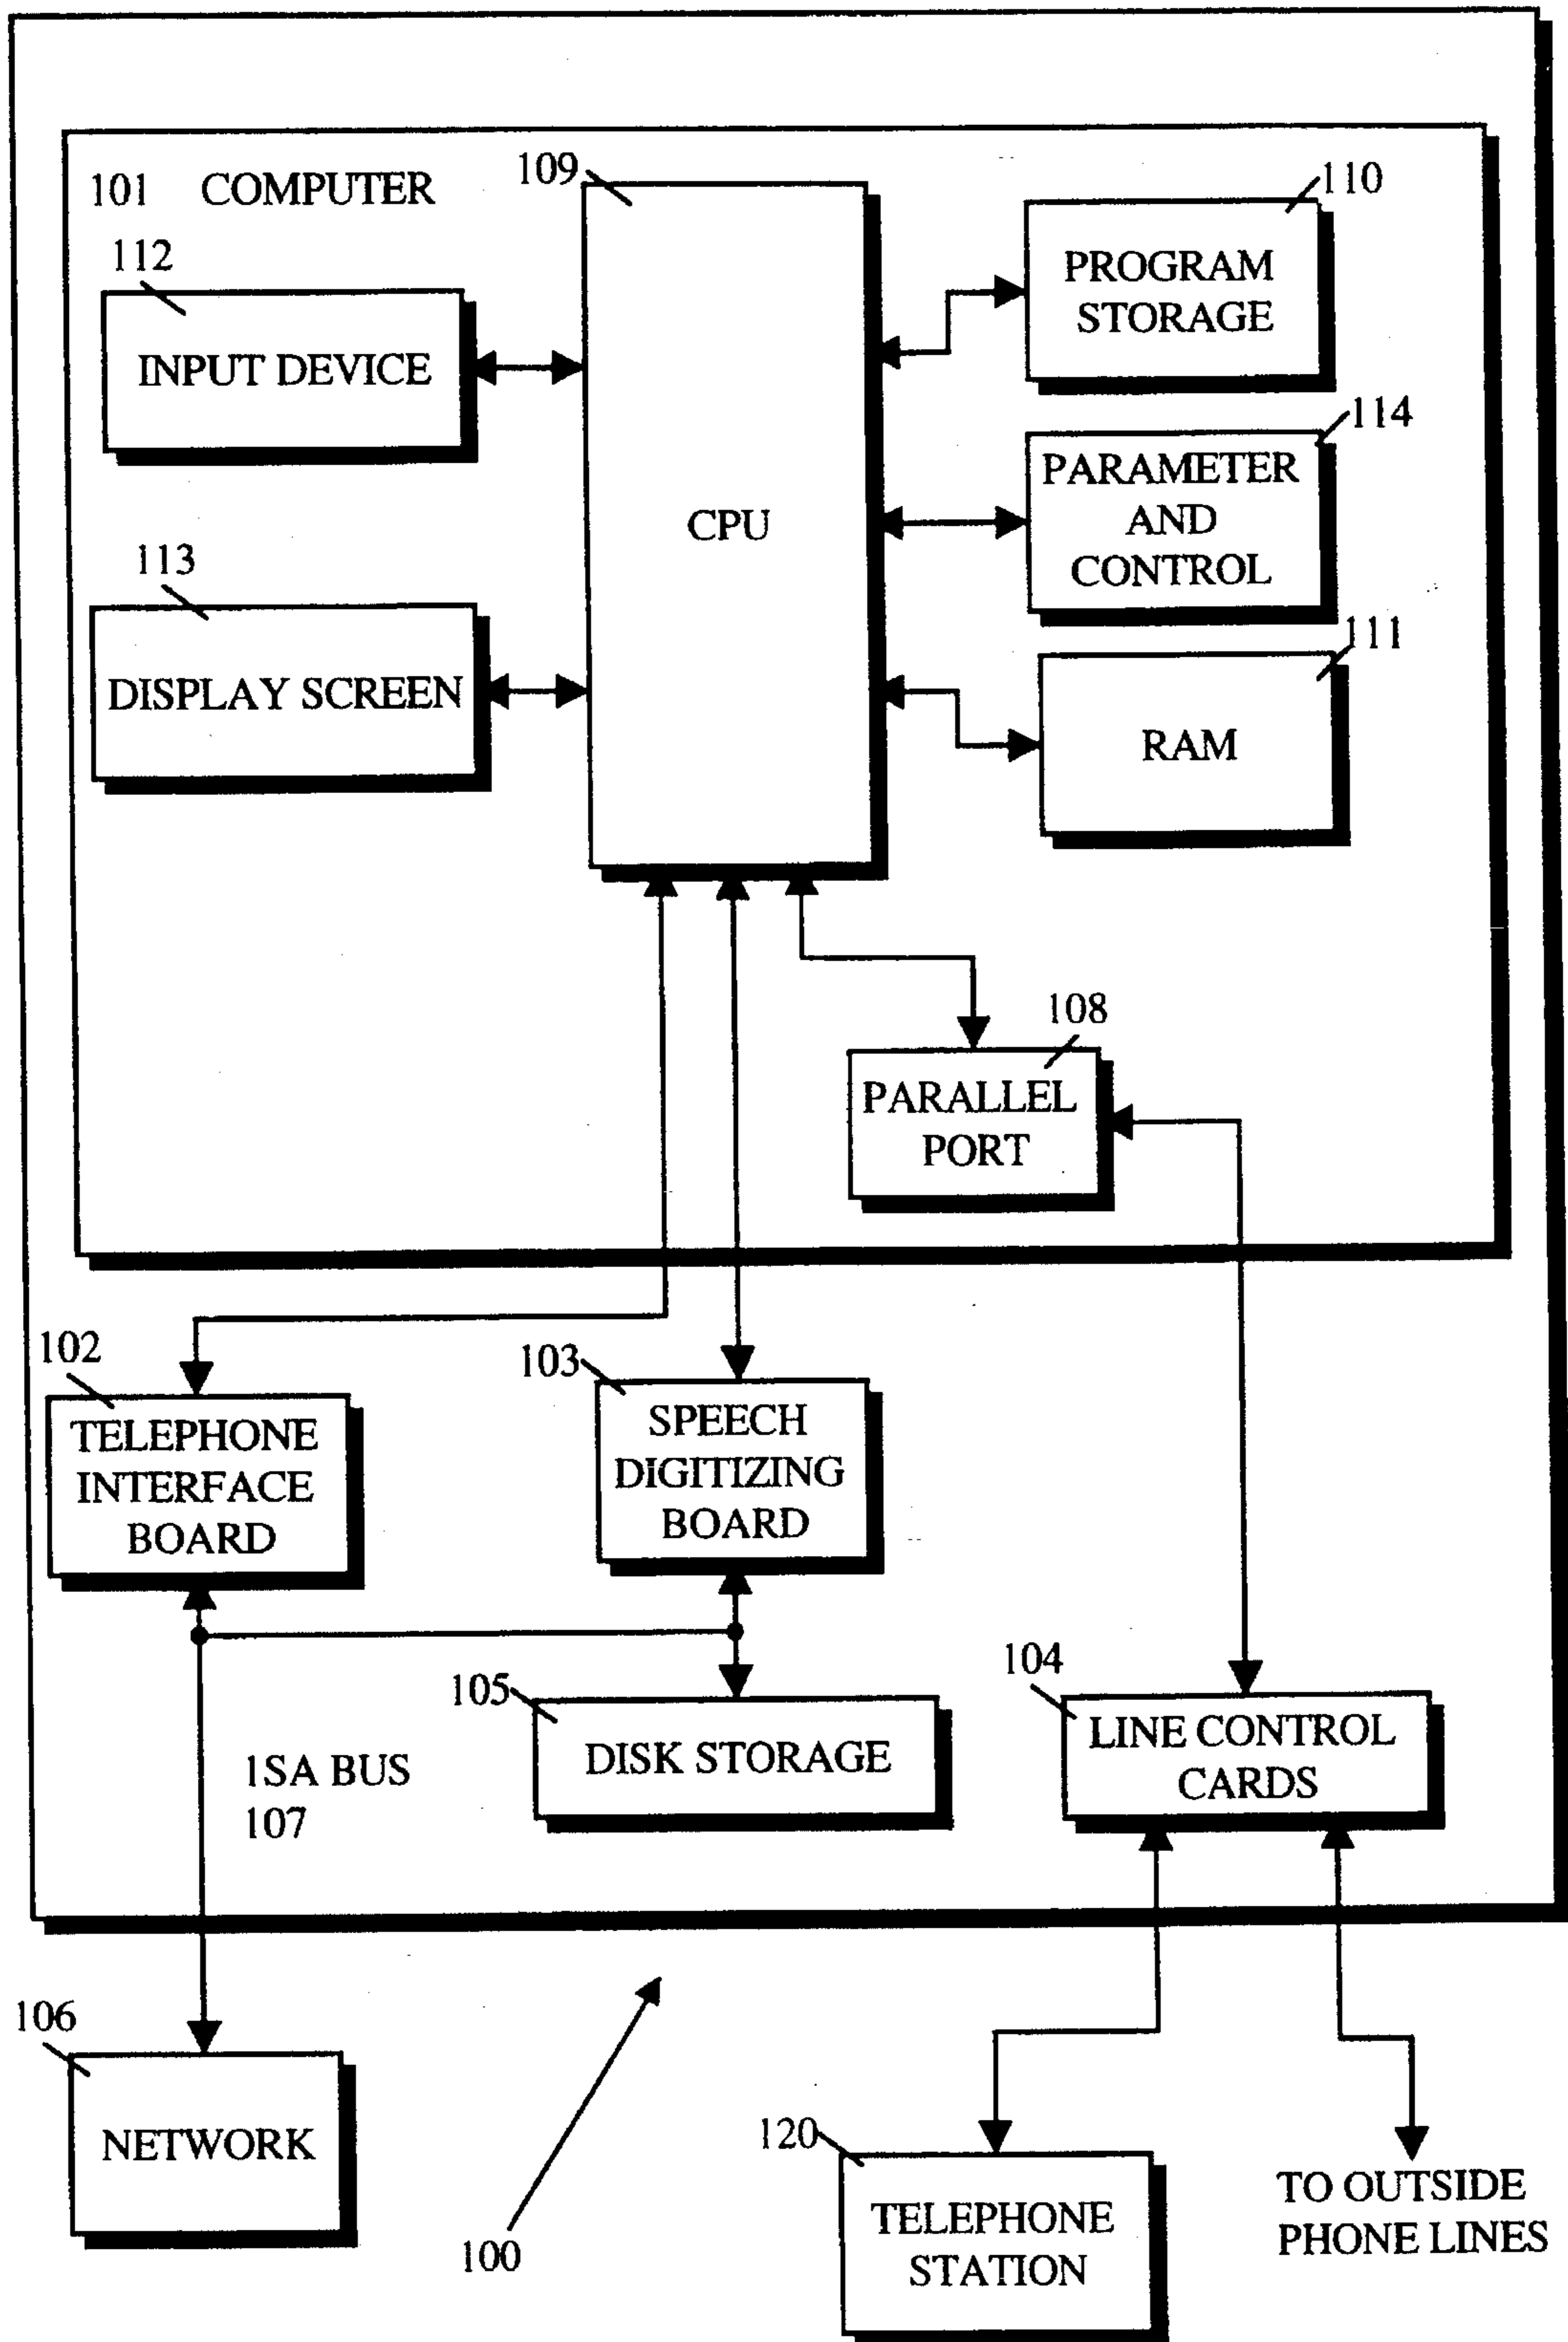 101 COMPUTER
109
110
112
PROGRAM
STORAGE
INPUT DEVICE
114
PARAMETER
AND
CONTROL
CPU
113
111
DISPLAY SCREEN
RAM
108
PARALLEL
PORT
102
103
TELEPHONE
INTERFACE
BOARD
SPEECH
DIGITIZING
BOARD
104
105
LINE CONTROL
CARDS
DISK STORAGE
1SA BUS
107
106
NETWORK
120
100
TELEPHONE
STATION
TO OUTSIDE
PHONE LINES